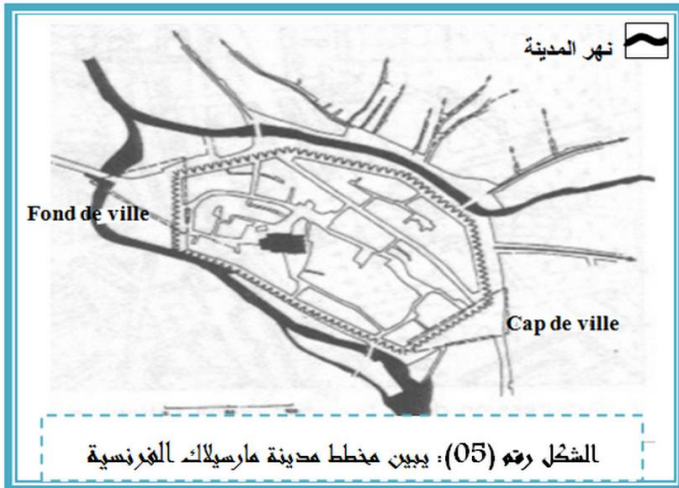 نهر المدينة
Fond de ville
Cap de ville
الشكل رقم (05): يبين مخطط مدينة مارسيلاك الفرنسية